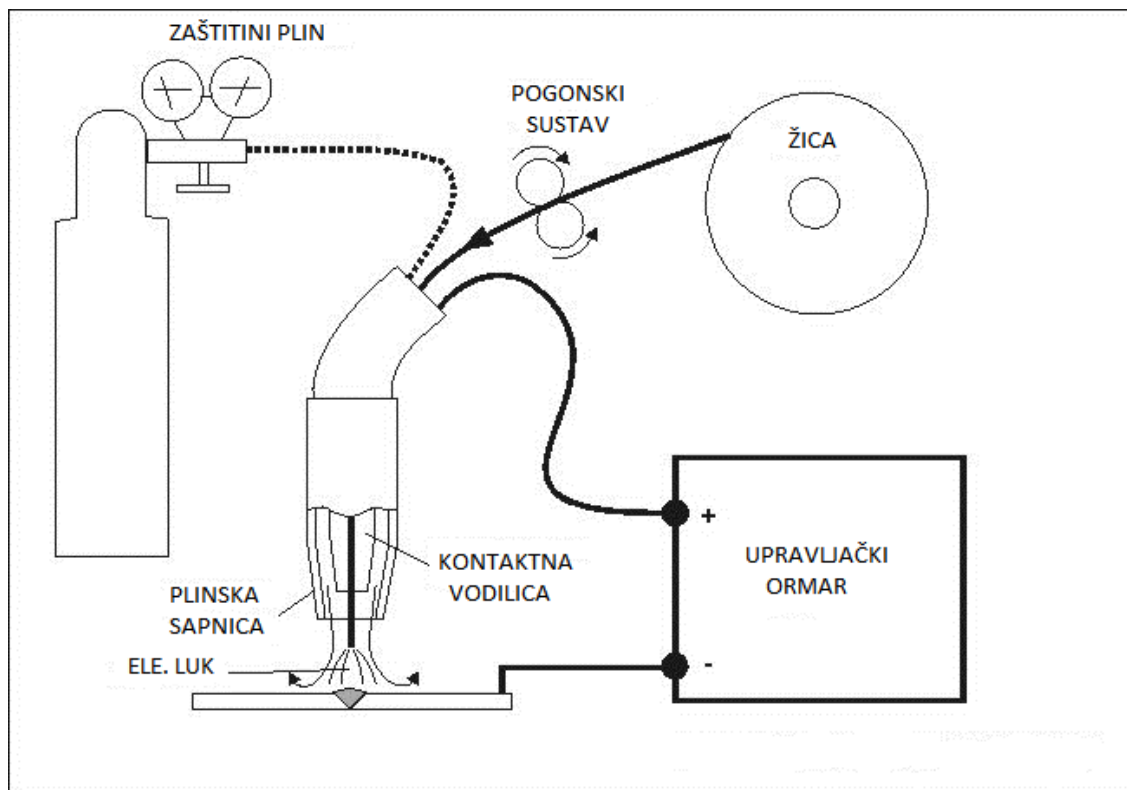 ZAŠTITINI PLIN
POGONSKI
SUSTAV
ŽICA
KONTAKTNA
VODILICA
+
UPRAVLJAČKI
ORMAR
PLINSKA
SAPNICA
ELE. LUK
-